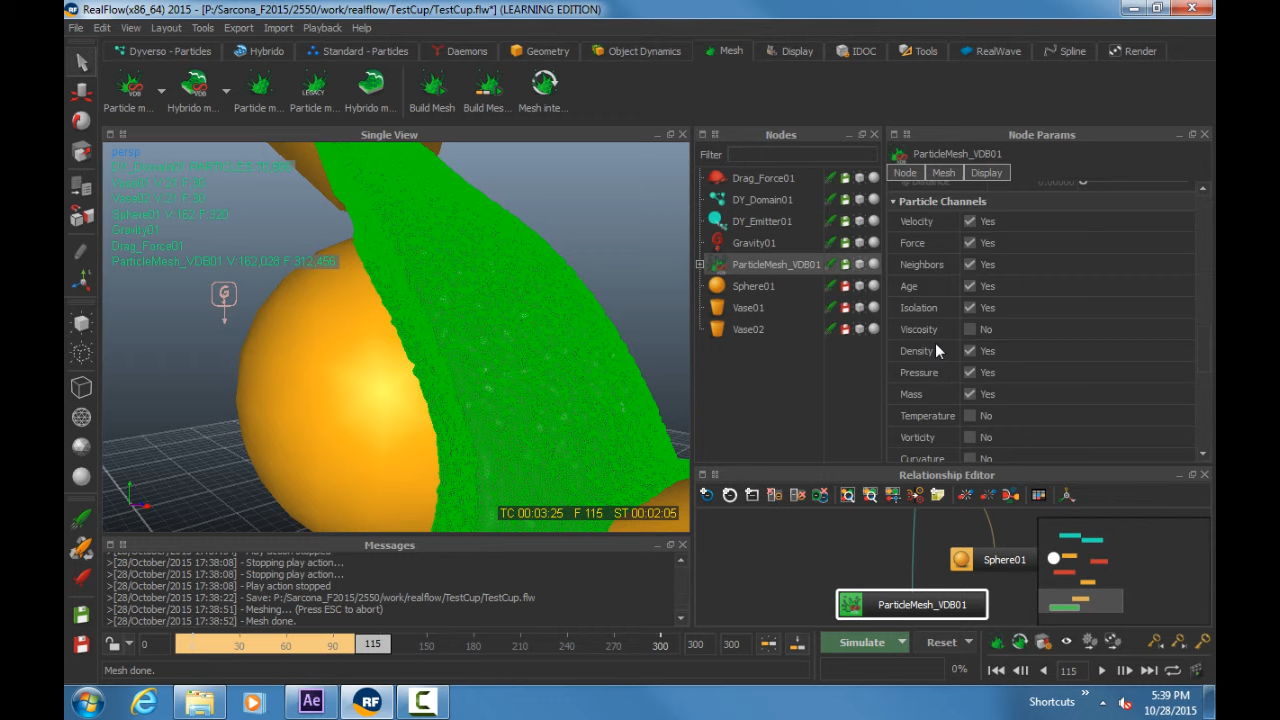 RealFlow(x86_64) 2015 - [P:/Sarcona_F2015/2550/work/realflow/TestCup/TestCup.flw*] (LEARNING EDITION)
File Edit View Layout Tools Export Import Playback Help
Dyverso - Particles Hybrido Standard - Particles Daemons Geometry Object Dynamics Mesh Display IDOC Tools RealWave Spline Render
Particle m... Hybrido m... Particle m... Particle m... Hybrido m... Build Mesh Build Mes... Mesh inte...
LEGACY
Single View
Nodes
Node Params
persp
Sphere01 V:162 F:320
Gravity01
Drag_Force01
ParticleMesh_VDB01 V:162,028 F:312,456
G
TC 00:03:25 F 115 ST 00:02:05
Filter
Drag_Force01
DY_Domain01
DY_Emitter01
Gravity01
ParticleMesh_VDB01
Sphere01
Vase01
Vase02
ParticleMesh_VDB01
Node Mesh Display
Distance 0.00000
Particle Channels
Velocity Yes
Force Yes
Neighbors Yes
Age Yes
Isolation Yes
Viscosity No
Density Yes
Pressure Yes
Mass Yes
Temperature No
Vorticity No
Curvature No
Relationship Editor
Sphere01
ParticleMesh_VDB01
Messages
>[28/October/2015 17:38:08] - Stopping play action...
>[28/October/2015 17:38:08] - Stopping play action...
>[28/October/2015 17:38:08] - Play action stopped
>[28/October/2015 17:38:22] - Save: P:/Sarcona_F2015/2550/work/realflow/TestCup/TestCup.flw
>[28/October/2015 17:38:51] - Meshing... (Press ESC to abort)
>[28/October/2015 17:38:52] - Mesh done.
0 30 60 90 115 150 180 210 240 270 300 300 300
Simulate Reset
Mesh done.
0%
115
Ae RF C
Shortcuts
5:39 PM
10/28/2015